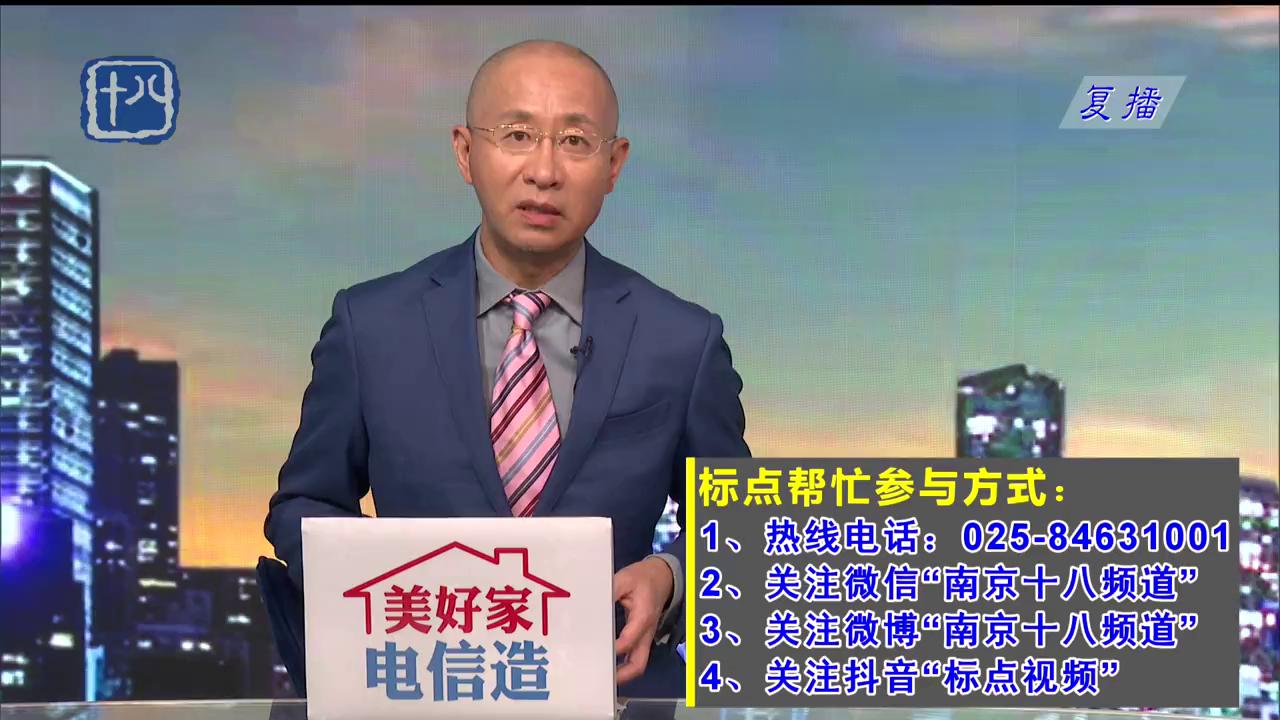 十八
复播
标点帮忙参与方式：
1、热线电话：025-84631001
2、关注微信“南京十八频道”
3、关注微博“南京十八频道”
4、关注抖音“标点视频”
美好家
电信造